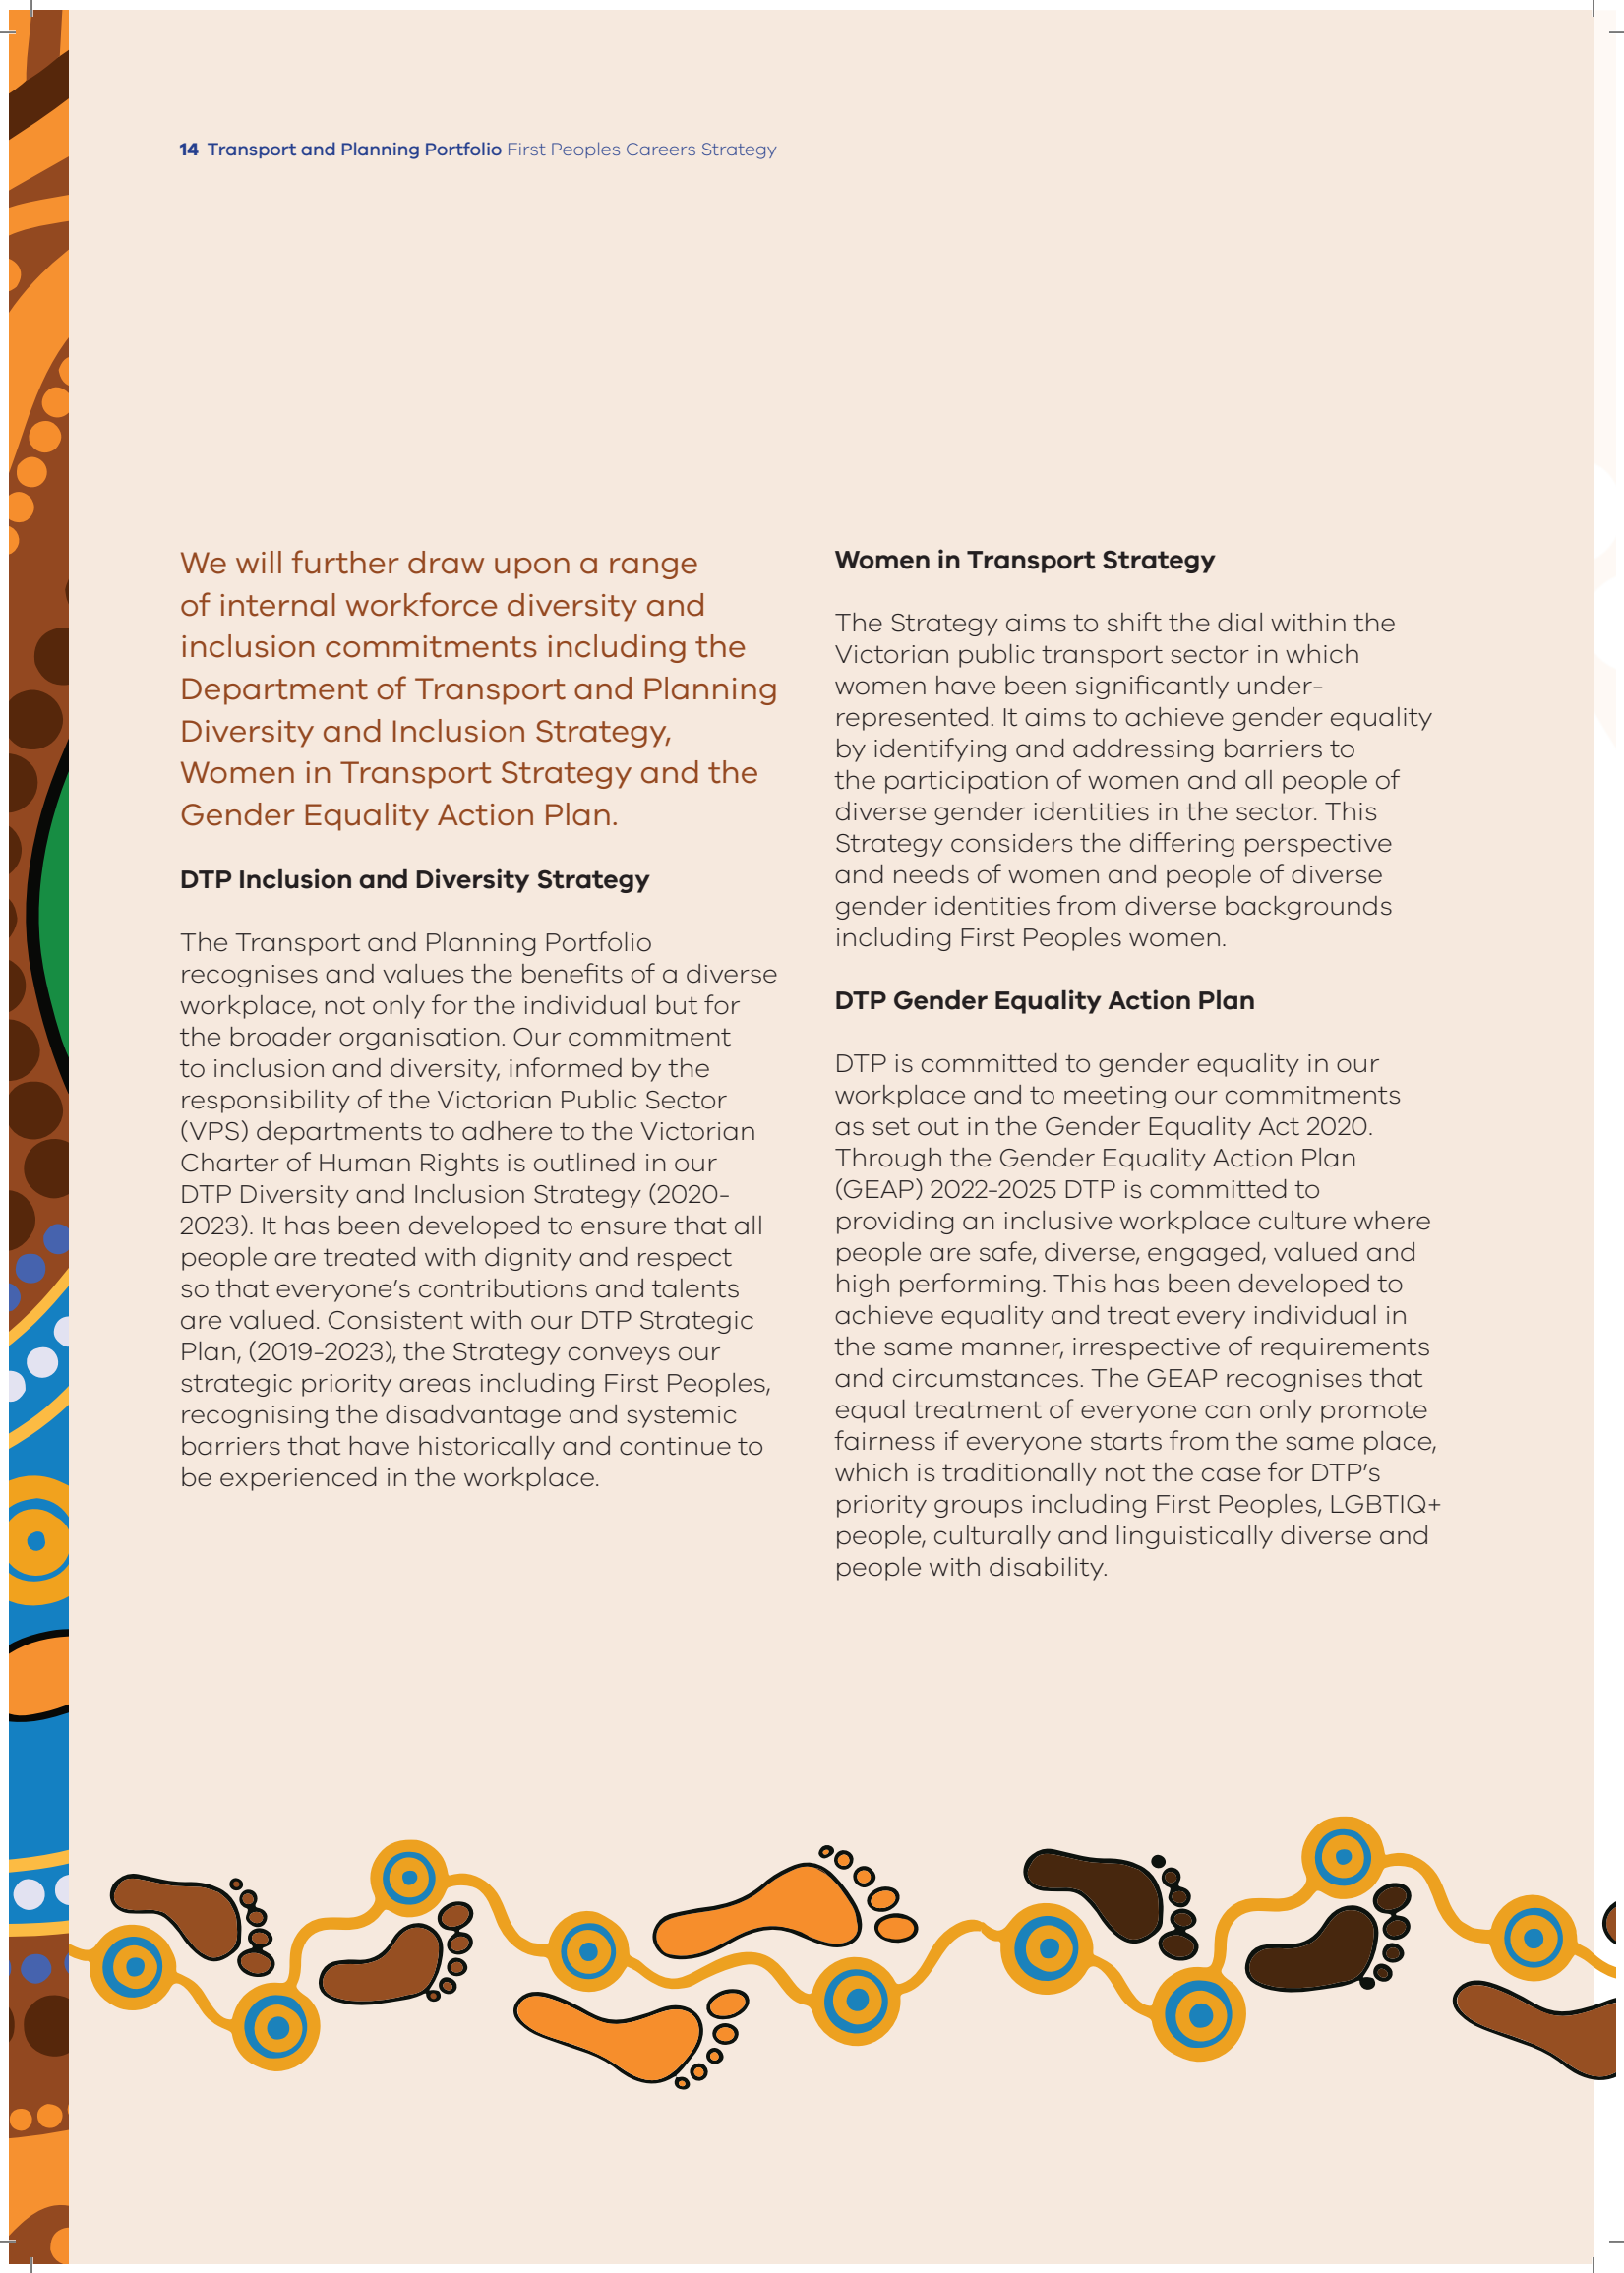 14 Transport and Planning Portfolio First Peoples Careers Strategy
We will further draw upon a range
of internal workforce diversity and
inclusion commitments including the
Department of Transport and Planning
Diversity and Inclusion Strategy,
Women in Transport Strategy and the
Gender Equality Action Plan.
DTP Inclusion and Diversity Strategy
The Transport and Planning Portfolio
recognises and values the benefits of a diverse
workplace, not only for the individual but for
the broader organisation. Our commitment
to inclusion and diversity, informed by the
responsibility of the Victorian Public Sector
(VPS) departments to adhere to the Victorian
Charter of Human Rights is outlined in our
DTP Diversity and Inclusion Strategy (2020-
2023). It has been developed to ensure that all
people are treated with dignity and respect
so that everyone’s contributions and talents
are valued. Consistent with our DTP Strategic
Plan, (2019-2023), the Strategy conveys our
strategic priority areas including First Peoples,
recognising the disadvantage and systemic
barriers that have historically and continue to
be experienced in the workplace.
Women in Transport Strategy
The Strategy aims to shift the dial within the
Victorian public transport sector in which
women have been significantly under-
represented. It aims to achieve gender equality
by identifying and addressing barriers to
the participation of women and all people of
diverse gender identities in the sector. This
Strategy considers the differing perspective
and needs of women and people of diverse
gender identities from diverse backgrounds
including First Peoples women.
DTP Gender Equality Action Plan
DTP is committed to gender equality in our
workplace and to meeting our commitments
as set out in the Gender Equality Act 2020.
Through the Gender Equality Action Plan
(GEAP) 2022-2025 DTP is committed to
providing an inclusive workplace culture where
people are safe, diverse, engaged, valued and
high performing. This has been developed to
achieve equality and treat every individual in
the same manner, irrespective of requirements
and circumstances. The GEAP recognises that
equal treatment of everyone can only promote
fairness if everyone starts from the same place,
which is traditionally not the case for DTP’s
priority groups including First Peoples, LGBTIQ+
people, culturally and linguistically diverse and
people with disability.